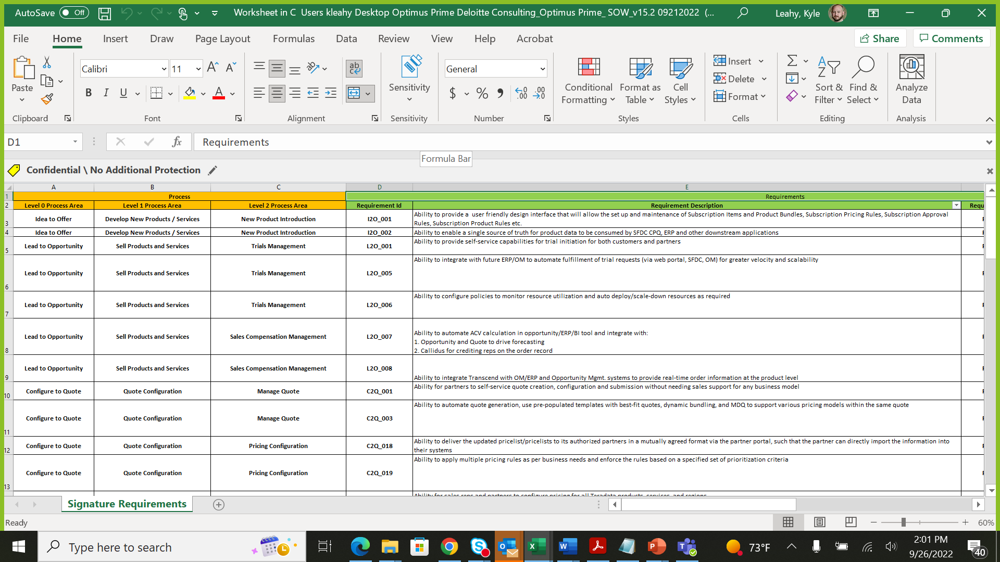 AutoSave Off Worksheet in C Users kleahy Desktop Optimus Prime Deloitte Consulting_Optimus Prime_ SOW_v15.2 09212022 (... Leahy, Kyle
File Home Insert Draw Page Layout Formulas Data Review View Help Acrobat Share Comments
Paste Calibri 11 General Insert
Sensitivity Conditional Formatting Format as Table Cell Styles Delete Sort & Filter Find & Select Analyze Data
B I U A $ % Format
Clipboard Font Alignment Sensitivity Number Styles Cells Editing Analysis
D1 fx Requirements
Formula Bar
Confidential \ No Additional Protection
A B C D E
1 Process Requirements
2 Level 0 Process Area Level 1 Process Area Level 2 Process Area Requirement Id Requirement Description Requ
3 Idea to Offer Develop New Products / Services New Product Introduction I2O_001 Ability to provide a user friendly design interface that will allow the set up and maintenance of Subscription Items and Product Bundles, Subscription Pricing Rules, Subscription Approval
Rules, Subscription Product Rules etc.
4 Idea to Offer Develop New Products / Services New Product Introduction I2O_002 Ability to enable a single source of truth for product data to be consumed by SFDC CPQ, ERP and other downstream applications
5 Lead to Opportunity Sell Products and Services Trials Management L2O_001 Ability to provide self-service capabilities for trial initiation for both customers and partners
6 Lead to Opportunity Sell Products and Services Trials Management L2O_005 Ability to integrate with future ERP/OM to automate fulfillment of trial requests (via web portal, SFDC, OM) for greater velocity and scalability
7 Lead to Opportunity Sell Products and Services Trials Management L2O_006 Ability to configure policies to monitor resource utilization and auto deploy/scale-down resources as required
8 Lead to Opportunity Sell Products and Services Sales Compensation Management L2O_007 Ability to automate ACV calculation in opportunity/ERP/BI tool and integrate with:
1. Opportunity and Quote to drive forecasting
2. Callidus for crediting reps on the order record
9 Lead to Opportunity Sell Products and Services Sales Compensation Management L2O_008 Ability to integrate Transcend with OM/ERP and Opportunity Mgmt. systems to provide real-time order information at the product level
10 Configure to Quote Quote Configuration Manage Quote C2Q_001 Ability for partners to self-service quote creation, configuration and submission without needing sales support for any business model
11 Configure to Quote Quote Configuration Manage Quote C2Q_003 Ability to automate quote generation, use pre-populated templates with best-fit quotes, dynamic bundling, and MDQ to support various pricing models within the same quote
12 Configure to Quote Quote Configuration Pricing Configuration C2Q_018 Ability to deliver the updated pricelist/pricelists to its authorized partners in a mutually agreed format via the partner portal, such that the partner can directly import the information into
their systems
13 Configure to Quote Quote Configuration Pricing Configuration C2Q_019 Ability to apply multiple pricing rules as per business needs and enforce the rules based on a specified set of prioritization criteria
Ability for sales reps and partners to configure pricing for all Teradata products, services, and regions
Signature Requirements
Ready 60%
Type here to search 73°F 2:01 PM
9/26/2022 40